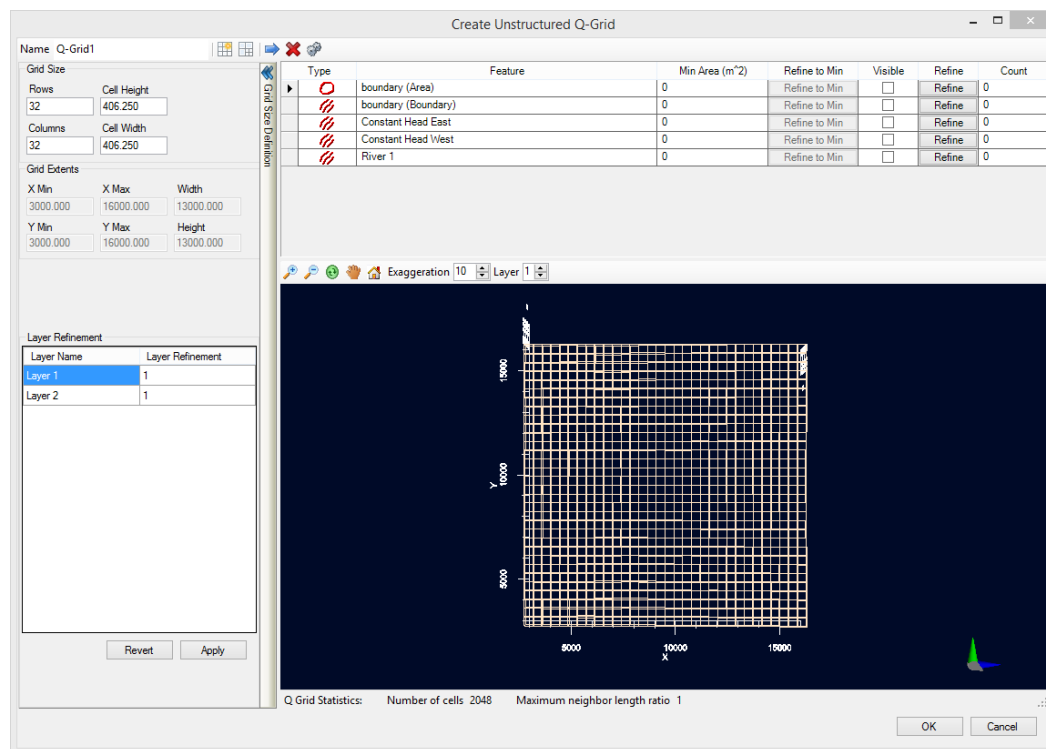 Create Unstructured Q-Grid
Name Q-Grid1
Grid Size
Rows Cell Height
32 406.250
Columns Cell Width
32 406.250
Grid Extents
X Min X Max Width
3000.000 16000.000 13000.000
Y Min Y Max Height
3000.000 16000.000 13000.000
Layer Refinement
Layer Name Layer Refinement
Layer 1 1
Layer 2 1
Revert Apply
Grid Size Definition
Type Feature Min Area (m^2) Refine to Min Visible Refine Count
boundary (Area) 0 Refine to Min Refine 0
boundary (Boundary) 0 Refine to Min Refine 0
Constant Head East 0 Refine to Min Refine 0
Constant Head West 0 Refine to Min Refine 0
River 1 0 Refine to Min Refine 0
Exaggeration 10 Layer 1
15000
10000
Y
5000
5000 10000 15000
X
Q Grid Statistics: Number of cells 2048 Maximum neighbor length ratio 1
OK Cancel